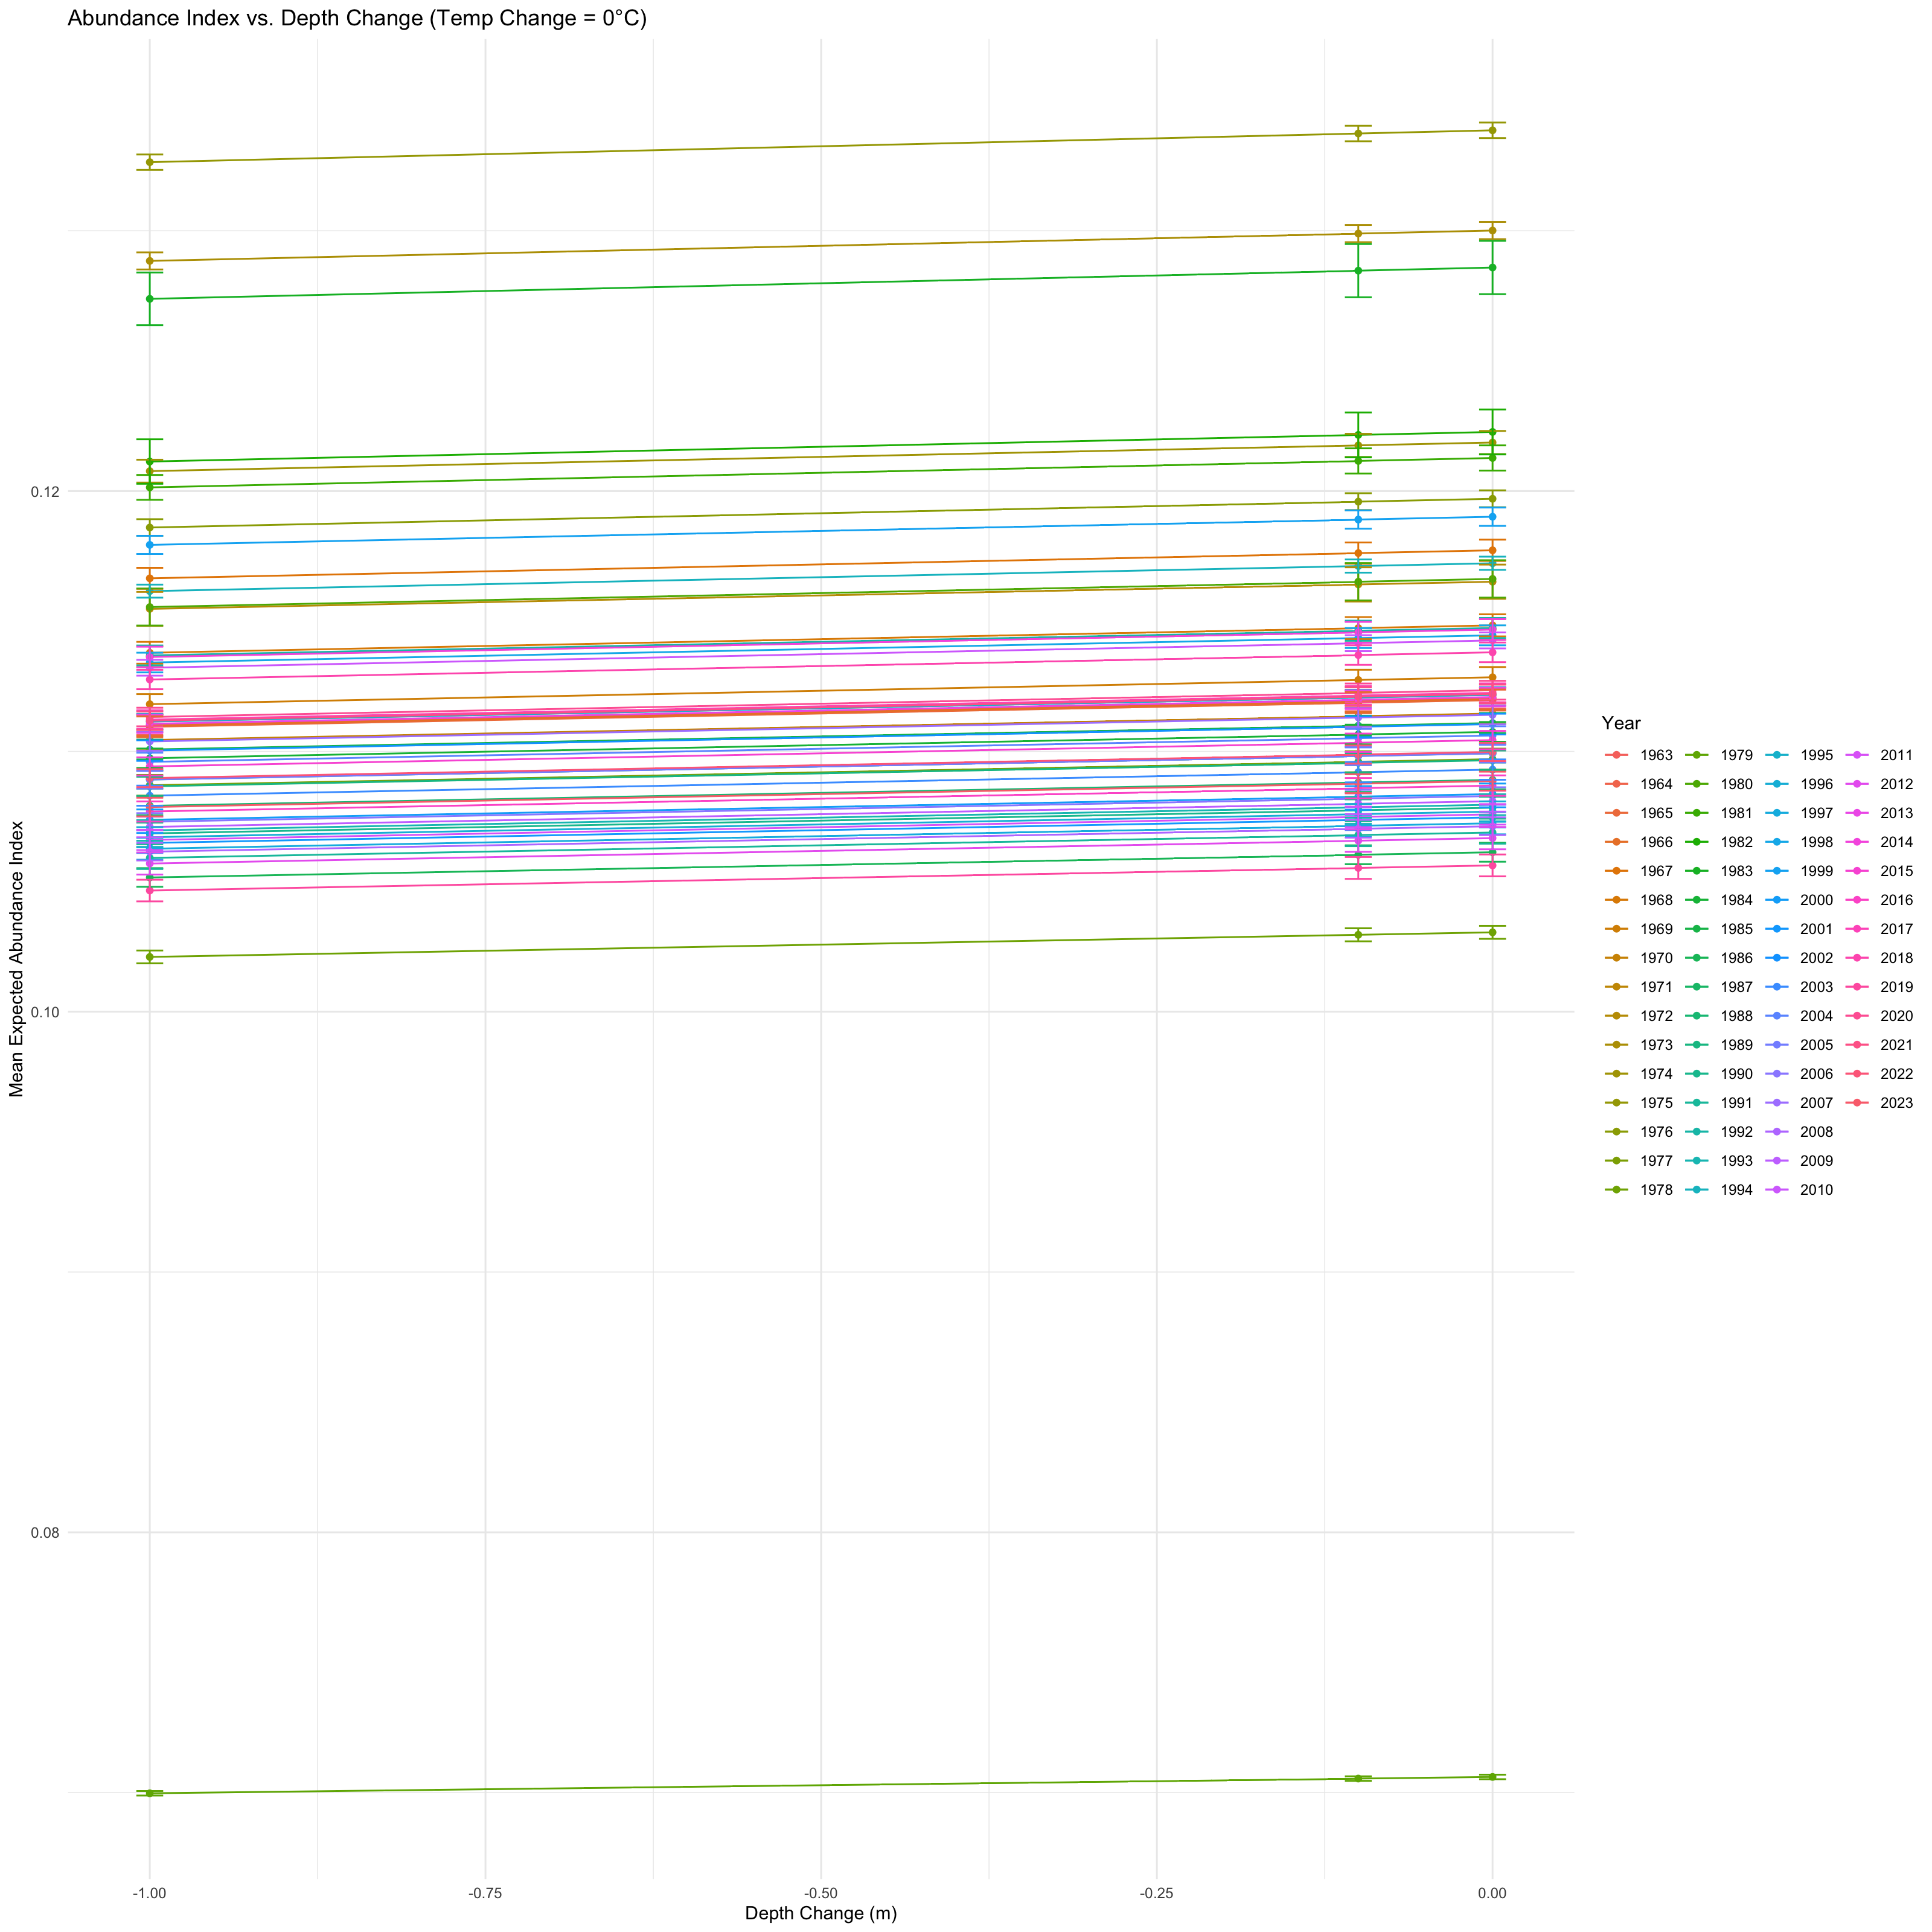 Abundance Index vs. Depth Change (Temp Change = 0°C)
Mean Expected Abundance Index
0.12
0.10
0.08
-1.00 -0.75 -0.50 -0.25 0.00
Depth Change (m)
Year
1963 1979 1995 2011
1964 1980 1996 2012
1965 1981 1997 2013
1966 1982 1998 2014
1967 1983 1999 2015
1968 1984 2000 2016
1969 1985 2001 2017
1970 1986 2002 2018
1971 1987 2003 2019
1972 1988 2004 2020
1973 1989 2005 2021
1974 1990 2006 2022
1975 1991 2007 2023
1976 1992 2008
1977 1993 2009
1978 1994 2010